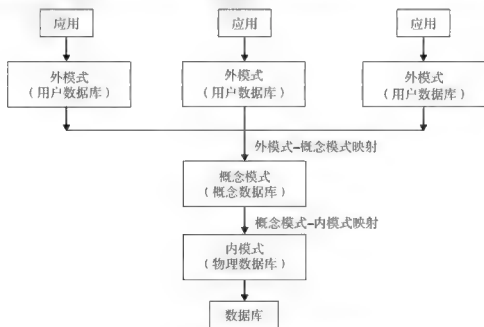 应用
应用
应用
外模式
（用户数据库）
外模式
（用户数据库）
外模式
（用户数据库）
外模式-概念模式映射
概念模式
（概念数据库）
概念模式-内模式映射
内模式
（物理数据库）
数据库